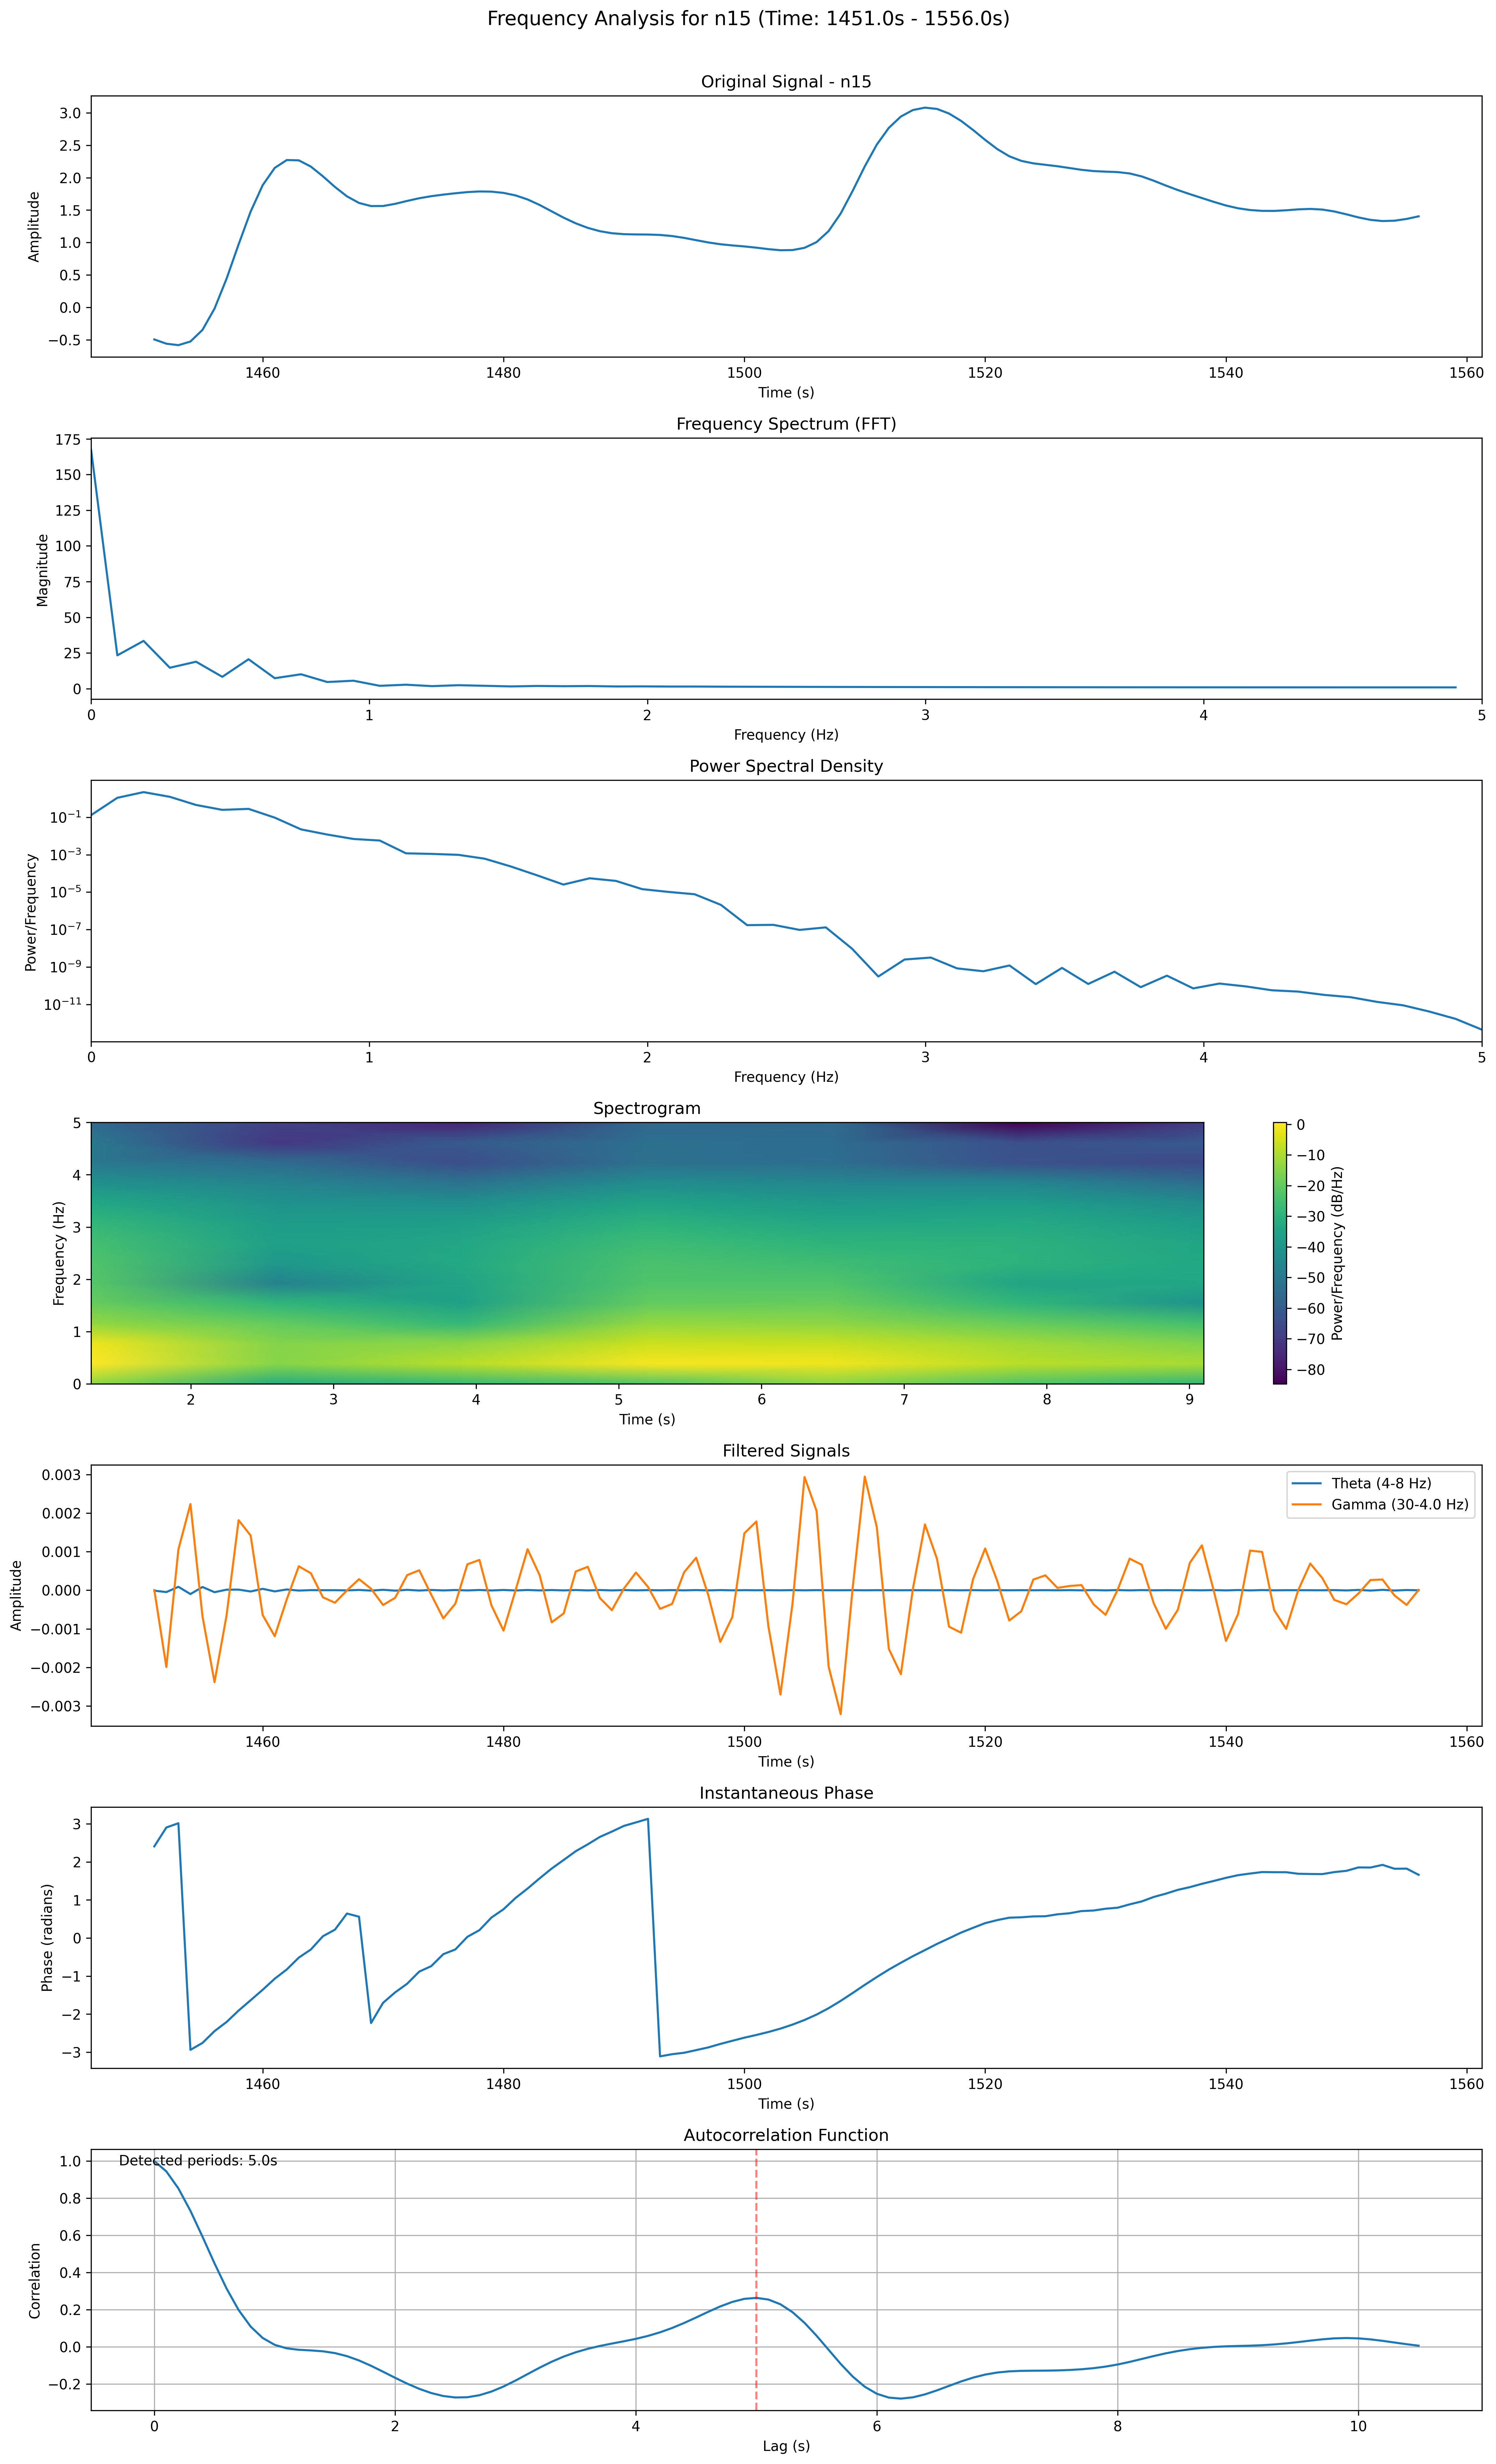 Frequency Analysis for n15 (Time: 1451.0s - 1556.0s)
Original Signal - n15
Amplitude
3.0
2.5
2.0
1.5
1.0
0.5
0.0
−0.5
1460 1480 1500 1520 1540 1560
Time (s)
Frequency Spectrum (FFT)
Magnitude
175
150
125
100
75
50
25
0
0 1 2 3 4 5
Frequency (Hz)
Power Spectral Density
Power/Frequency
10⁻¹
10⁻³
10⁻⁵
10⁻⁷
10⁻⁹
10⁻¹¹
0 1 2 3 4 5
Frequency (Hz)
Spectrogram
Frequency (Hz)
5
4
3
2
1
0
2 3 4 5 6 7 8 9
Time (s)
0
−10
−20
−30
−40
−50
−60
−70
−80
Power/Frequency (dB/Hz)
Filtered Signals
Amplitude
0.003
0.002
0.001
0.000
−0.001
−0.002
−0.003
Theta (4-8 Hz)
Gamma (30-4.0 Hz)
1460 1480 1500 1520 1540 1560
Time (s)
Instantaneous Phase
Phase (radians)
3
2
1
0
−1
−2
−3
1460 1480 1500 1520 1540 1560
Time (s)
Autocorrelation Function
Detected periods: 5.0s
Correlation
1.0
0.8
0.6
0.4
0.2
0.0
−0.2
0 2 4 6 8 10
Lag (s)